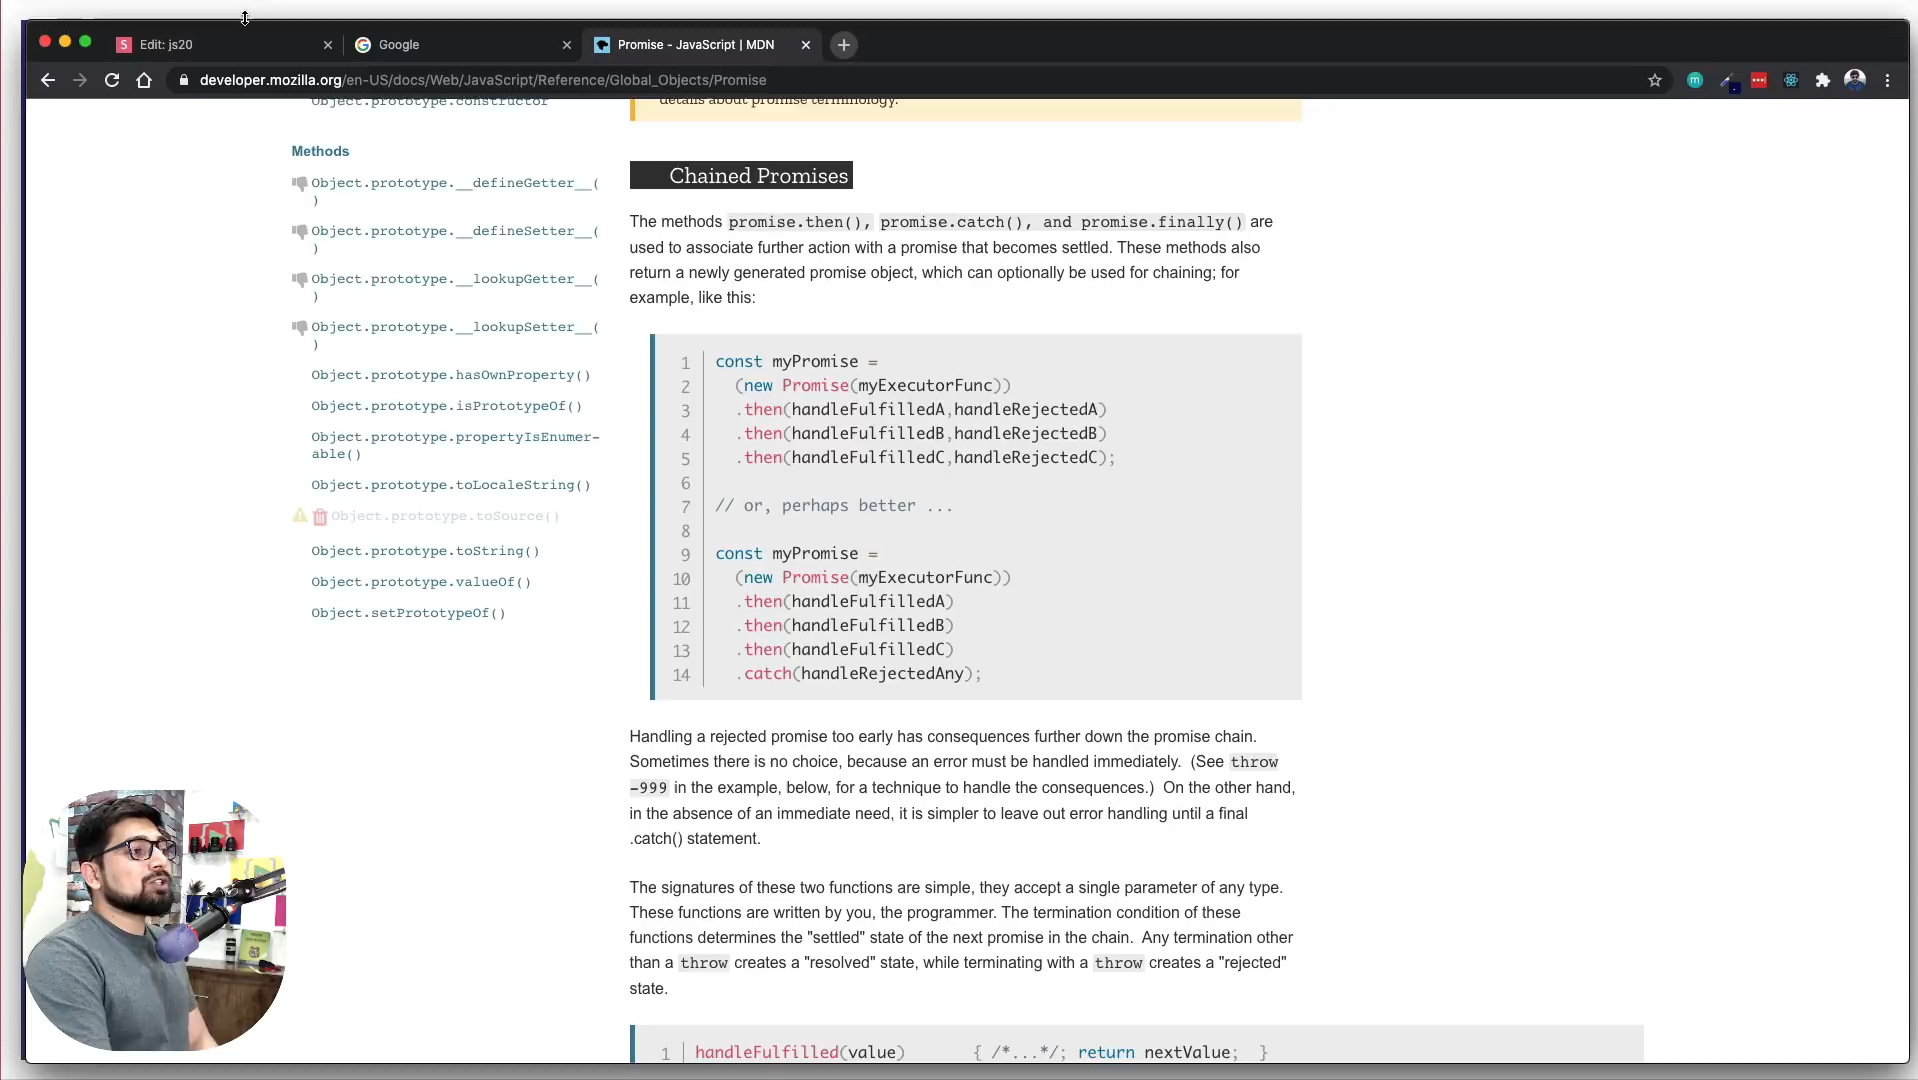 Edit: js20
Google
Promise - JavaScript | MDN
developer.mozilla.org/en-US/docs/Web/JavaScript/Reference/Global_Objects/Promise
Object.prototype.constructor
Methods
Object.prototype.__defineGetter__(
)
Object.prototype.__defineSetter__(
)
Object.prototype.__lookupGetter__(
)
Object.prototype.__lookupSetter__(
)
Object.prototype.hasOwnProperty()
Object.prototype.isPrototypeOf()
Object.prototype.propertyIsEnumer-
able()
Object.prototype.toLocaleString()
Object.prototype.toSource()
Object.prototype.toString()
Object.prototype.valueOf()
Object.setPrototypeOf()
details about promise terminology.
Chained Promises
The methods promise.then(), promise.catch(), and promise.finally() are
used to associate further action with a promise that becomes settled. These methods also
return a newly generated promise object, which can optionally be used for chaining; for
example, like this:
1 const myPromise =
2 (new Promise(myExecutorFunc))
3 .then(handleFulfilledA,handleRejectedA)
4 .then(handleFulfilledB,handleRejectedB)
5 .then(handleFulfilledC,handleRejectedC);
6
7 // or, perhaps better ...
8
9 const myPromise =
10 (new Promise(myExecutorFunc))
11 .then(handleFulfilledA)
12 .then(handleFulfilledB)
13 .then(handleFulfilledC)
14 .catch(handleRejectedAny);
Handling a rejected promise too early has consequences further down the promise chain.
Sometimes there is no choice, because an error must be handled immediately. (See throw
-999 in the example, below, for a technique to handle the consequences.) On the other hand,
in the absence of an immediate need, it is simpler to leave out error handling until a final
.catch() statement.
The signatures of these two functions are simple, they accept a single parameter of any type.
These functions are written by you, the programmer. The termination condition of these
functions determines the "settled" state of the next promise in the chain. Any termination other
than a throw creates a "resolved" state, while terminating with a throw creates a "rejected"
state.
1 handleFulfilled(value) { /*...*/; return nextValue; }